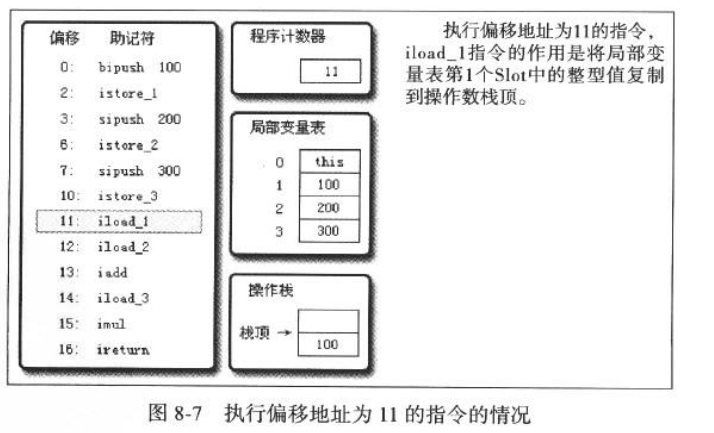 偏移 助记符
0: bipush 100
2: istore_1
3: sipush 200
6: istore_2
7: sipush 300
10: istore_3
11: iload_1
12: iload_2
13: iadd
14: iload_3
15: imul
16: ireturn
程序计数器
11
局部变量表
0 this
1 100
2 200
3 300
操作栈
栈顶 →
100
执行偏移地址为11的指令,
iload_1指令的作用是将局部变
量表第1个Slot中的整型值复制
到操作数栈顶。
图 8-7 执行偏移地址为 11 的指令的情况